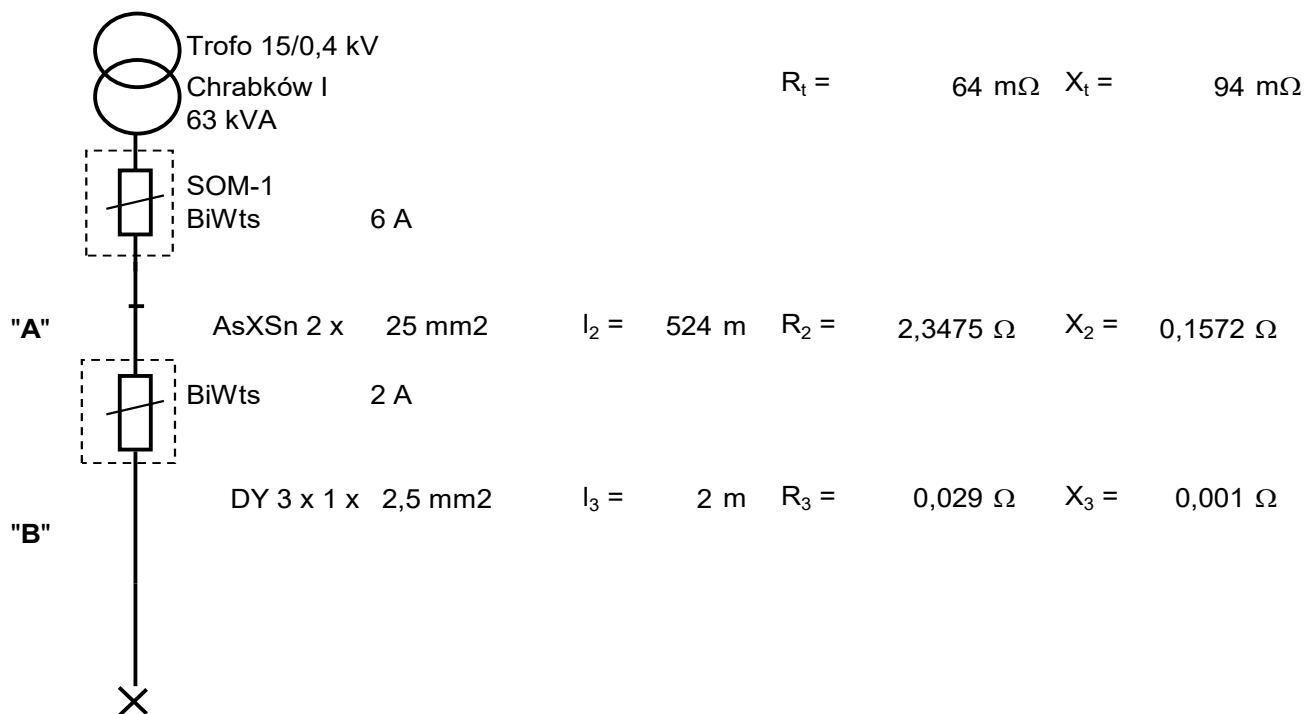 Trofo 15/0,4 kV
Chrabków I
63 kVA
R_t = 64 mΩ X_t = 94 mΩ
SOM-1
BiWts 6 A
"A" AsXSn 2 x 25 mm2 l_2 = 524 m R_2 = 2,3475 Ω X_2 = 0,1572 Ω
BiWts 2 A
DY 3 x 1 x 2,5 mm2 l_3 = 2 m R_3 = 0,029 Ω X_3 = 0,001 Ω
"B"